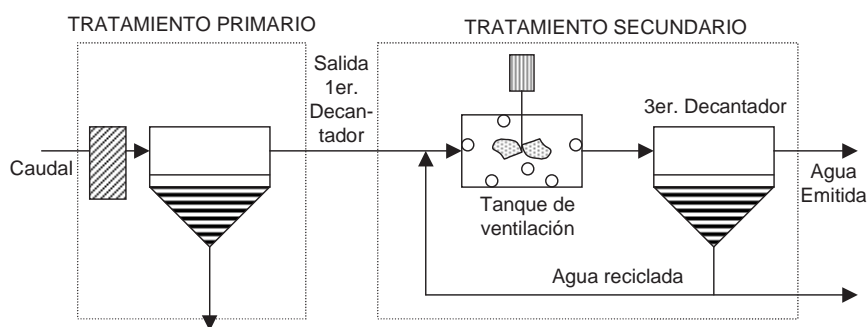 TRATAMIENTO PRIMARIO
TRATAMIENTO SECUNDARIO
Salida
1er.
Decan-
tador
3er. Decantador
Caudal
Agua
Emitida
Tanque de
ventilación
Agua reciclada